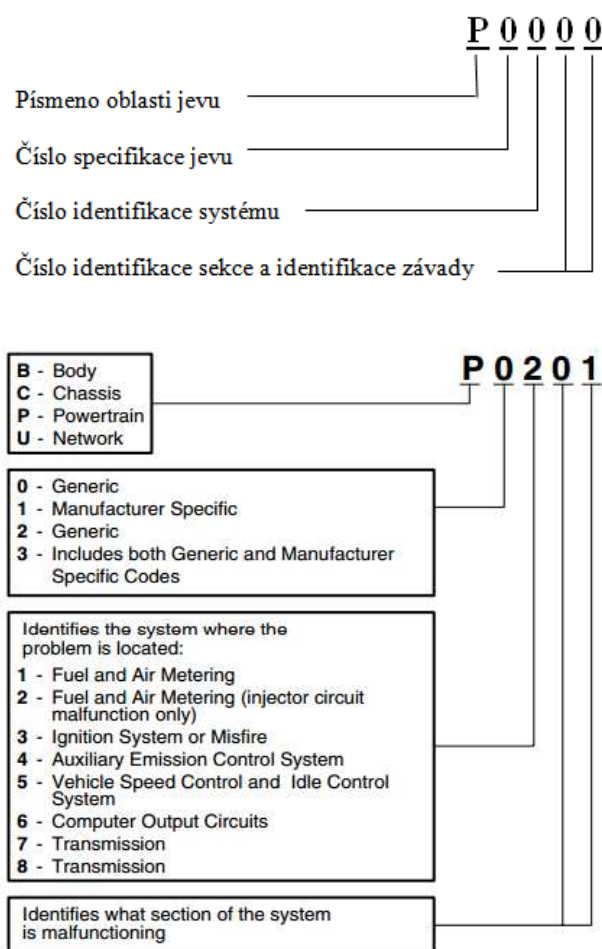 P 0 0 0 0
Písmeno oblasti jevu
Číslo specifikace jevu
Číslo identifikace systému
Číslo identifikace sekce a identifikace závady
P 0 2 0 1
B - Body
C - Chassis
P - Powertrain
U - Network
0 - Generic
1 - Manufacturer Specific
2 - Generic
3 - Includes both Generic and Manufacturer
Specific Codes
Identifies the system where the
problem is located:
1 - Fuel and Air Metering
2 - Fuel and Air Metering (injector circuit
malfunction only)
3 - Ignition System or Misfire
4 - Auxiliary Emission Control System
5 - Vehicle Speed Control and Idle Control
System
6 - Computer Output Circuits
7 - Transmission
8 - Transmission
Identifies what section of the system
is malfunctioning